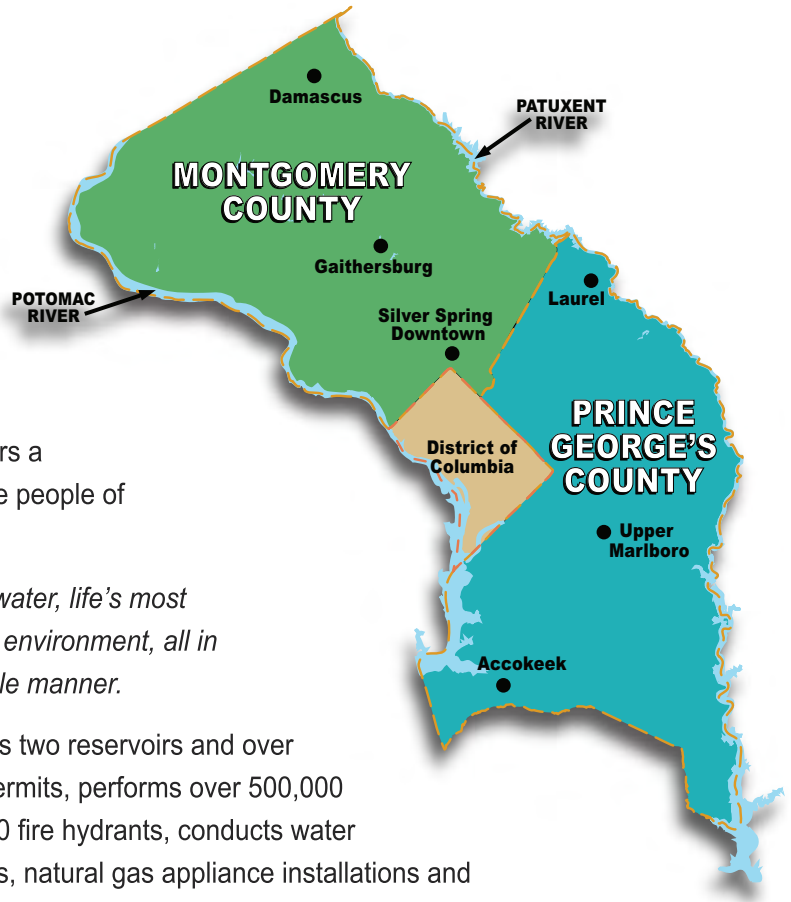 Damascus
PATUXENT
RIVER
MONTGOMERY
COUNTY
Gaithersburg
Laurel
POTOMAC
RIVER
Silver Spring
Downtown
PRINCE
GEORGE'S
COUNTY
District of
Columbia
Upper
Marlboro
Accokeek
rs a
e people of
water, life's most
environment, all in
le manner.
s two reservoirs and over
ermits, performs over 500,000
0 fire hydrants, conducts water
s, natural gas appliance installations and